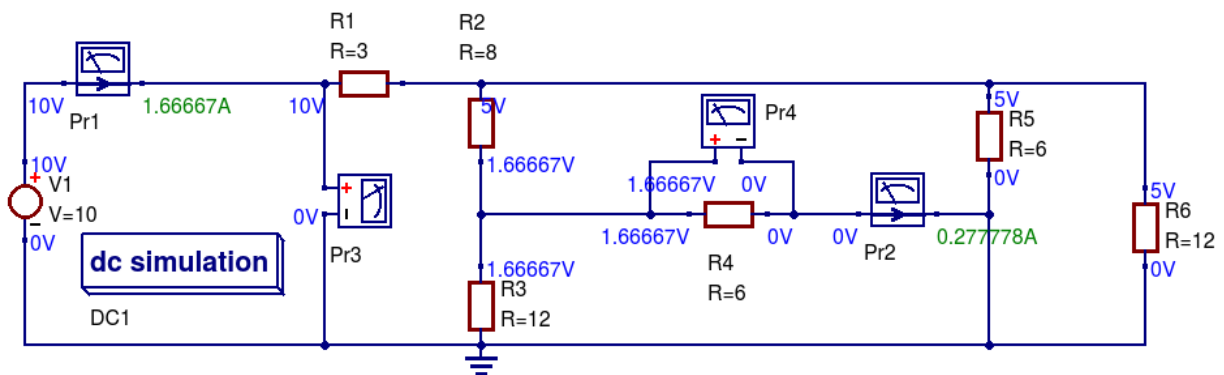 R1
R=3
R2
R=8
10V
1.66667A
Pr1
10V
5V
Pr4
5V
R5
R=6
10V
V1
V=10
0V
1.66667V
1.66667V
0V
0V
5V
R6
R=12
0V
0V
Pr3
1.66667V
0V
0V
Pr2
0.277778A
dc simulation
DC1
1.66667V
R3
R=12
R4
R=6
+
-
+
-
+
-